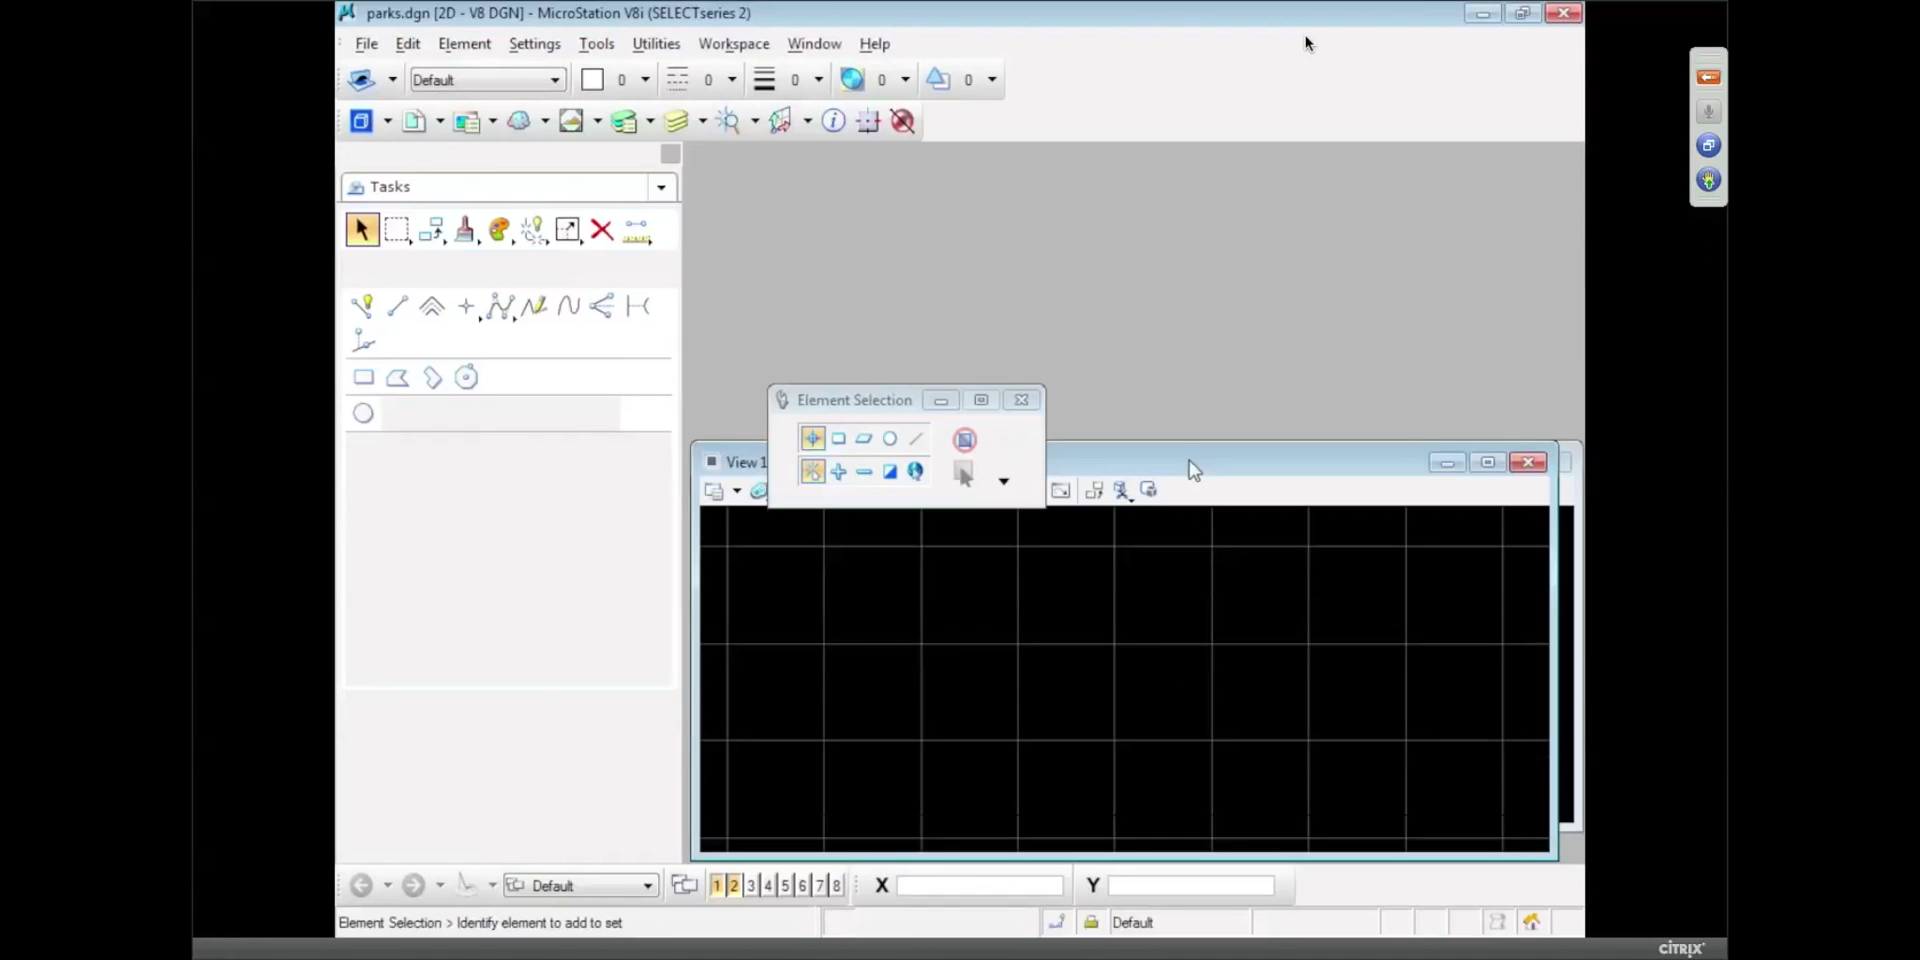 parks.dgn [2D - V8 DGN] - MicroStation V8i (SELECTseries 2)
File Edit Element Settings Tools Utilities Workspace Window Help
Default 0 0 0 0 0
Tasks
Element Selection
View 1
Default 1 2 3 4 5 6 7 8 X Y
Element Selection > Identify element to add to set Default
CITRIX